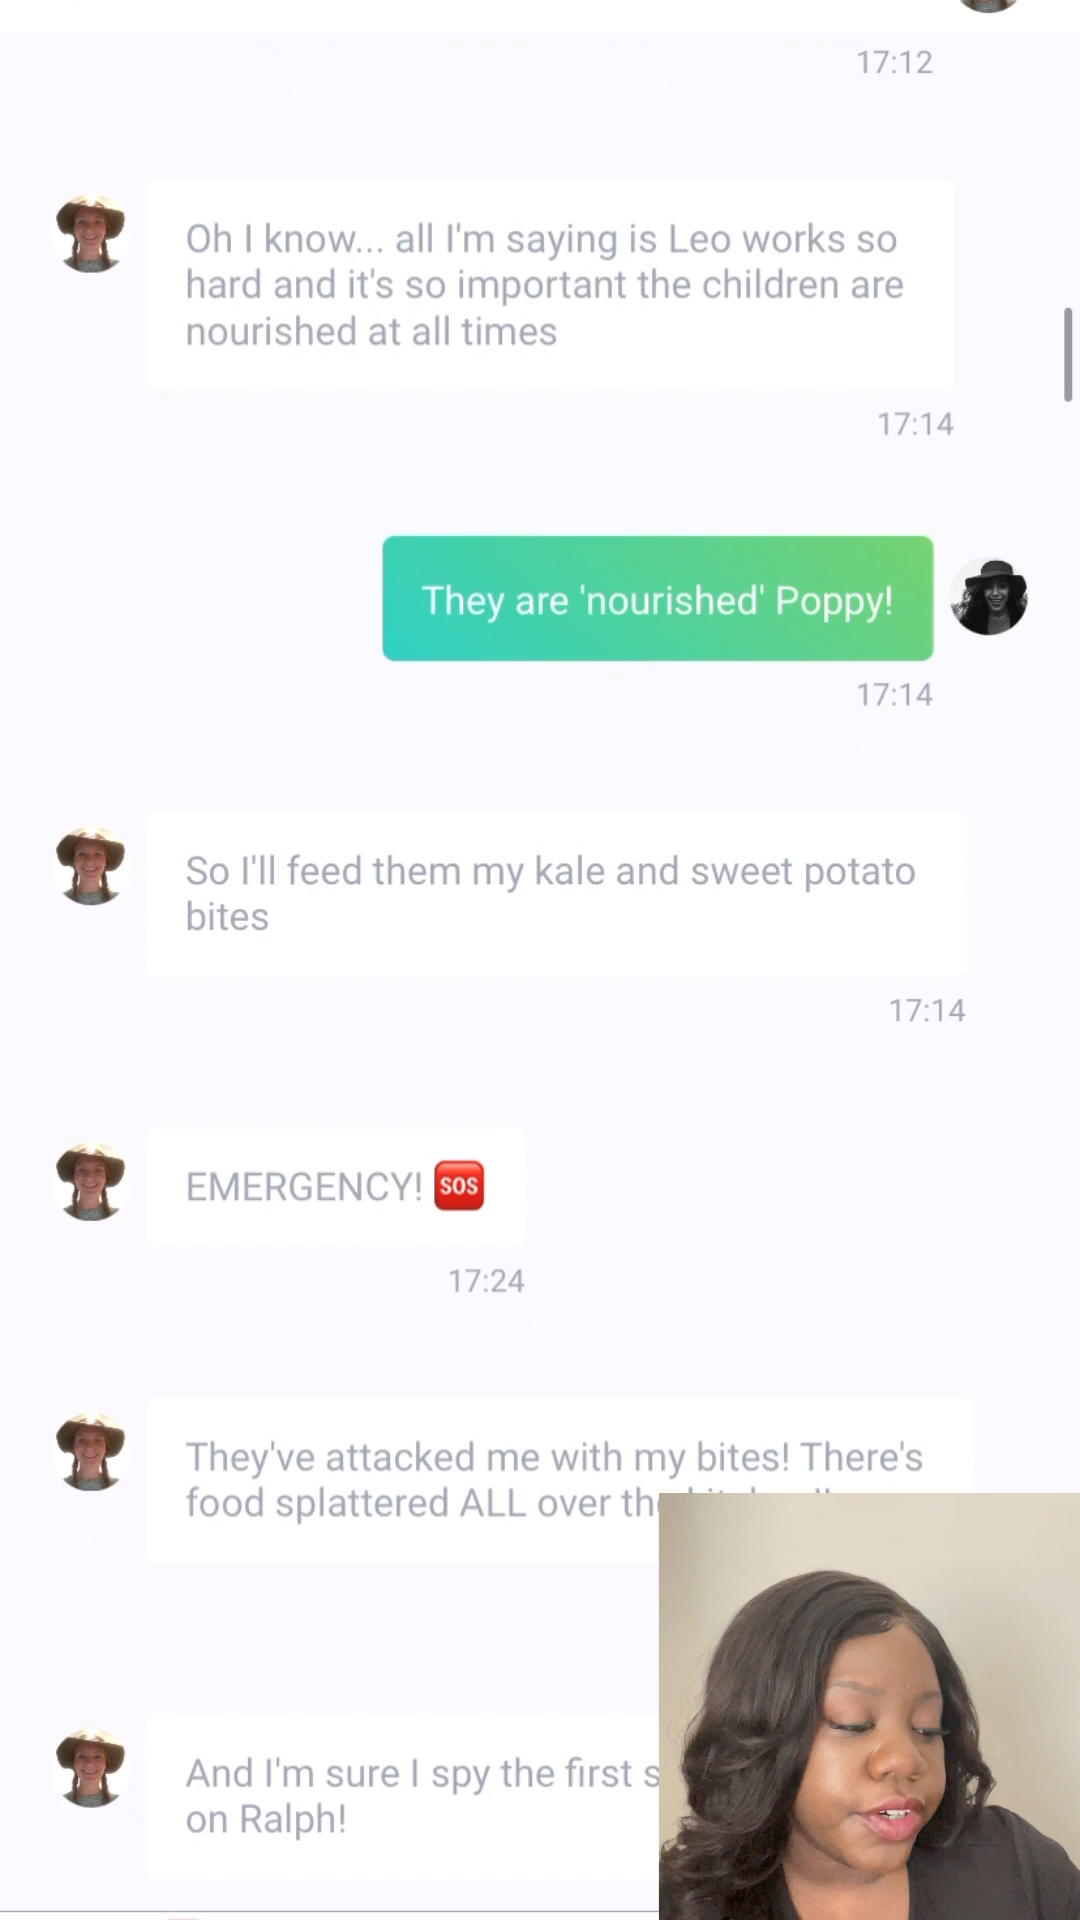 17:12
Oh I know... all I'm saying is Leo works so
hard and it's so important the children are
nourished at all times
17:14
They are 'nourished' Poppy!
17:14
So I'll feed them my kale and sweet potato
bites
17:14
EMERGENCY! SOS
17:24
They've attacked me with my bites! There's
food splattered ALL over the
And I'm sure I spy the first
on Ralph!